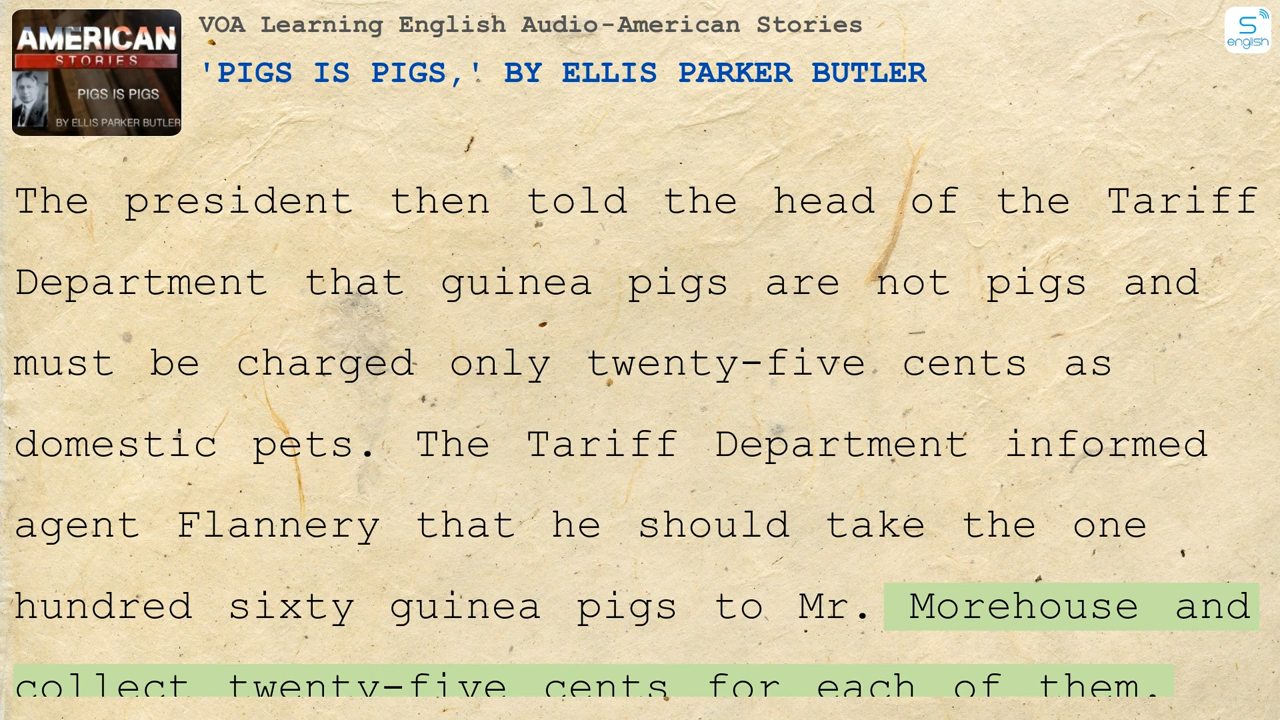 VOA Learning English Audio-American Stories
'PIGS IS PIGS,' BY ELLIS PARKER BUTLER
AMERICAN
STORIES
PIGS IS PIGS
BY ELLIS PARKER BUTLER
S
english
The president then told the head of the Tariff
Department that guinea pigs are not pigs and
must be charged only twenty-five cents as
domestic pets. The Tariff Department informed
agent Flannery that he should take the one
hundred sixty guinea pigs to Mr. Morehouse and
collect twenty-five cents for each of them.